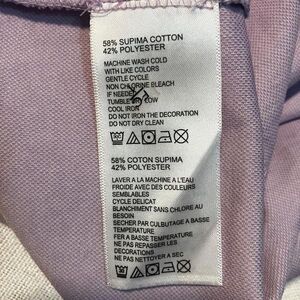 58% SUPIMA COTTON
42% POLYESTER
MACHINE WASH COLD
WITH LIKE COLORS
GENTLE CYCLE
NON CHLORINE BLEACH
IF NEEDED
TUMBLE DRY LOW
COOL IRON
DO NOT IRON THE DECORATION
DO NOT DRY CLEAN
58% COTON SUPIMA
42% POLYESTER
LAVER A LA MACHINE A L'EAU
FROIDE AVEC DES COULEURS
SEMBLABLES
CYCLE DELICAT
BLANCHIMENT SANS CHLORE AU
BESOIN
SECHER PAR CULBUTAGE A BASSE
TEMPERATURE
FER A BASSE TEMPERATURE
NE PAS REPASSER LES
DECORATIONS
NE PAS NETTOYER A SEC